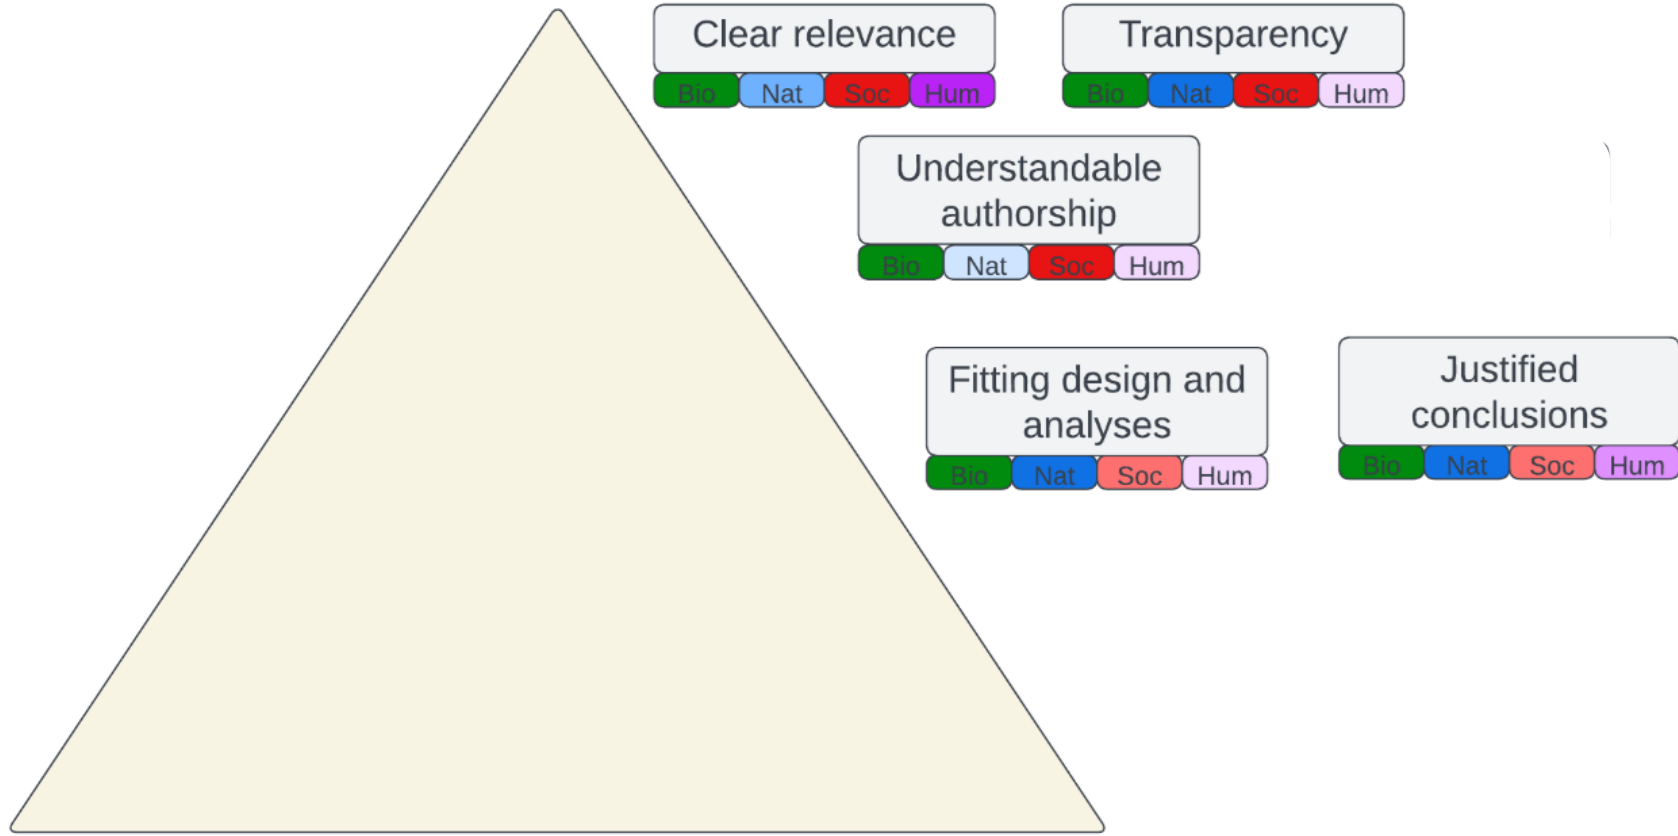 Clear relevance
Bio Nat Soc Hum
Transparency
Bio Nat Soc Hum
Understandable
authorship
Bio Nat Soc Hum
Fitting design and
analyses
Bio Nat Soc Hum
Justified
conclusions
Bio Nat Soc Hum